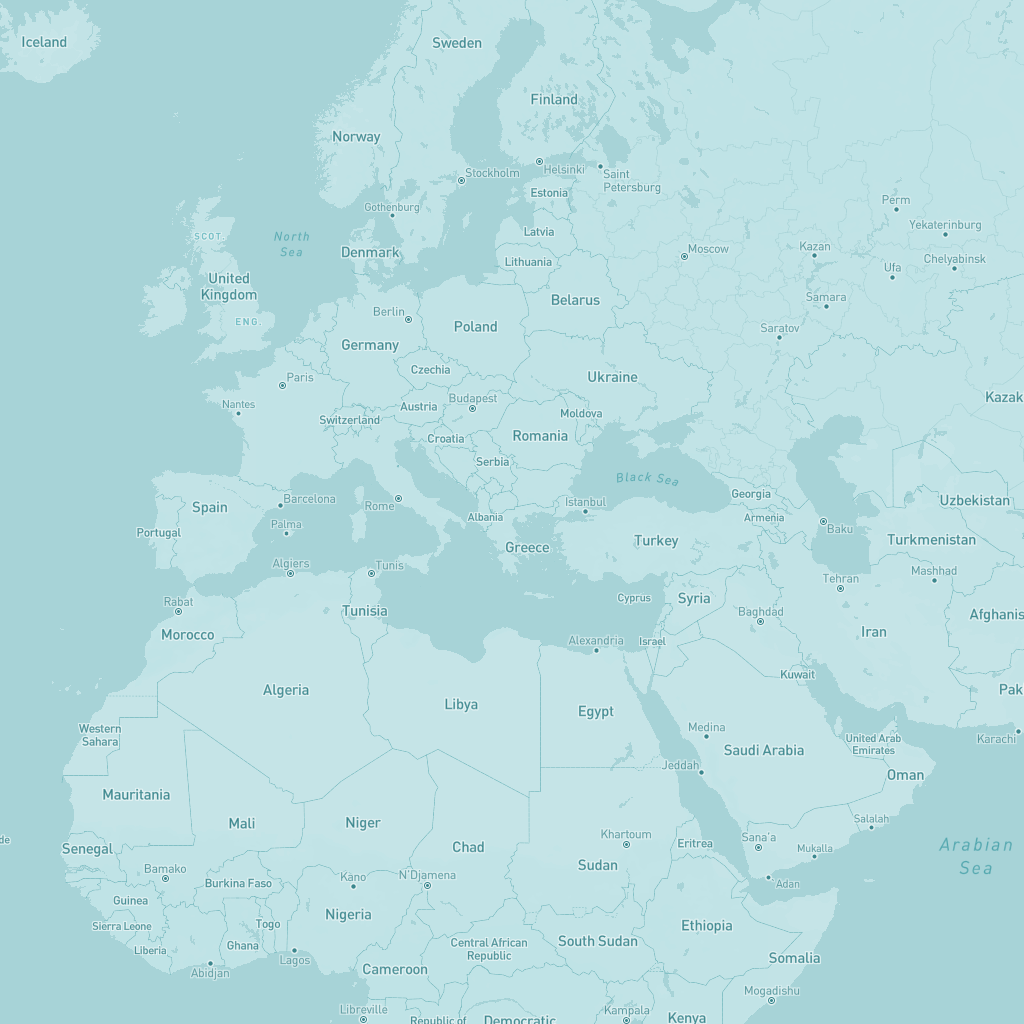 Iceland
Sweden
Finland
Norway
Stockholm
Helsinki
Saint
Petersburg
Estonia
Gothenburg
Perm
Yekaterinburg
SCOT.
North
Sea
Latvia
Denmark
Moscow
Kazan
Chelyabinsk
Lithuania
Ufa
United
Kingdom
Belarus
Samara
Berlin
ENG.
Poland
Saratov
Germany
Czechia
Paris
Ukraine
Nantes
Budapest
Austria
Kazak
Switzerland
Moldova
Croatia
Romania
Serbia
Black Sea
Barcelona
Rome
Istanbul
Georgia
Uzbekistan
Spain
Albania
Armenia
Palma
Baku
Portugal
Greece
Turkey
Turkmenistan
Algiers
Tunis
Tehran
Mashhad
Rabat
Tunisia
Cyprus
Syria
Baghdad
Afghanis
Morocco
Alexandria
Israel
Iran
Kuwait
Algeria
Pak
Libya
Egypt
Western
Sahara
Medina
Saudi Arabia
United Arab
Emirates
Karachi
Jeddah
Oman
Mauritania
Mali
Niger
Salalah
de
Senegal
Chad
Khartoum
Eritrea
Sana'a
Mukalla
Arabian
Sea
Bamako
Burkina Faso
Kano
N'Djamena
Sudan
Adan
Guinea
Nigeria
Sierra Leone
Togo
Ethiopia
Liberia
Ghana
Lagos
Central African
Republic
South Sudan
Abidjan
Cameroon
Somalia
Mogadishu
Libreville
Republic of
Democratic
Kampala
Kenya